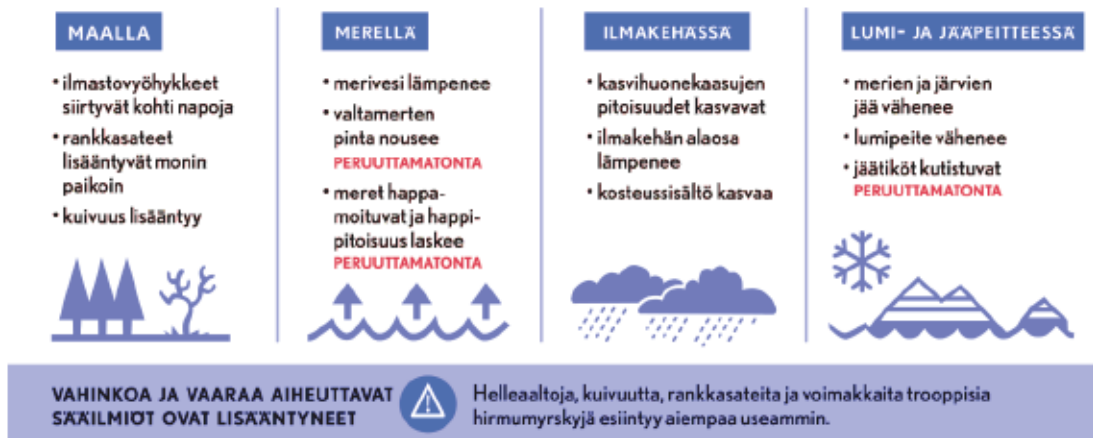 MAALLA
• ilmastovyöhykkeet
siirtyvät kohti napoja
• rankkasateet
lisääntyvät monin
paikoin
• kuivuus lisääntyy
MERELLÄ
• merivesi lämpenee
• valtamerten
pinta nousee
PERUUTTAMATONTA
• meret happa-
moituvat ja happi-
pitoisuus laskee
PERUUTTAMATONTA
ILMAKEHÄSSÄ
• kasvihuonekaasujen
pitoisuudet kasvavat
• ilmakehän alaosa
lämpenee
• kosteussisältö kasvaa
LUMI- JA JÄÄPEITTEESSÄ
• merien ja järvien
jää vähenee
• lumipeite vähenee
• jäätiköt kutistuvat
PERUUTTAMATONTA
VAHINKOA JA VAARAA AIHEUTTAVAT
SÄÄILMIÖT OVAT LISÄÄNTYNEET
Helleaaltoja, kuivuutta, rankkasateita ja voimakkaita trooppisia
hirmumyrskyjä esiintyy aiempaa useammin.